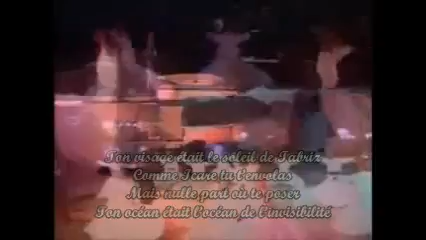 Ton visage était le soleil de Tabriz
Comme Icare tu t'envolas
Mais nulle part où te poser
Ton océan était l'océan de l'invisibilité